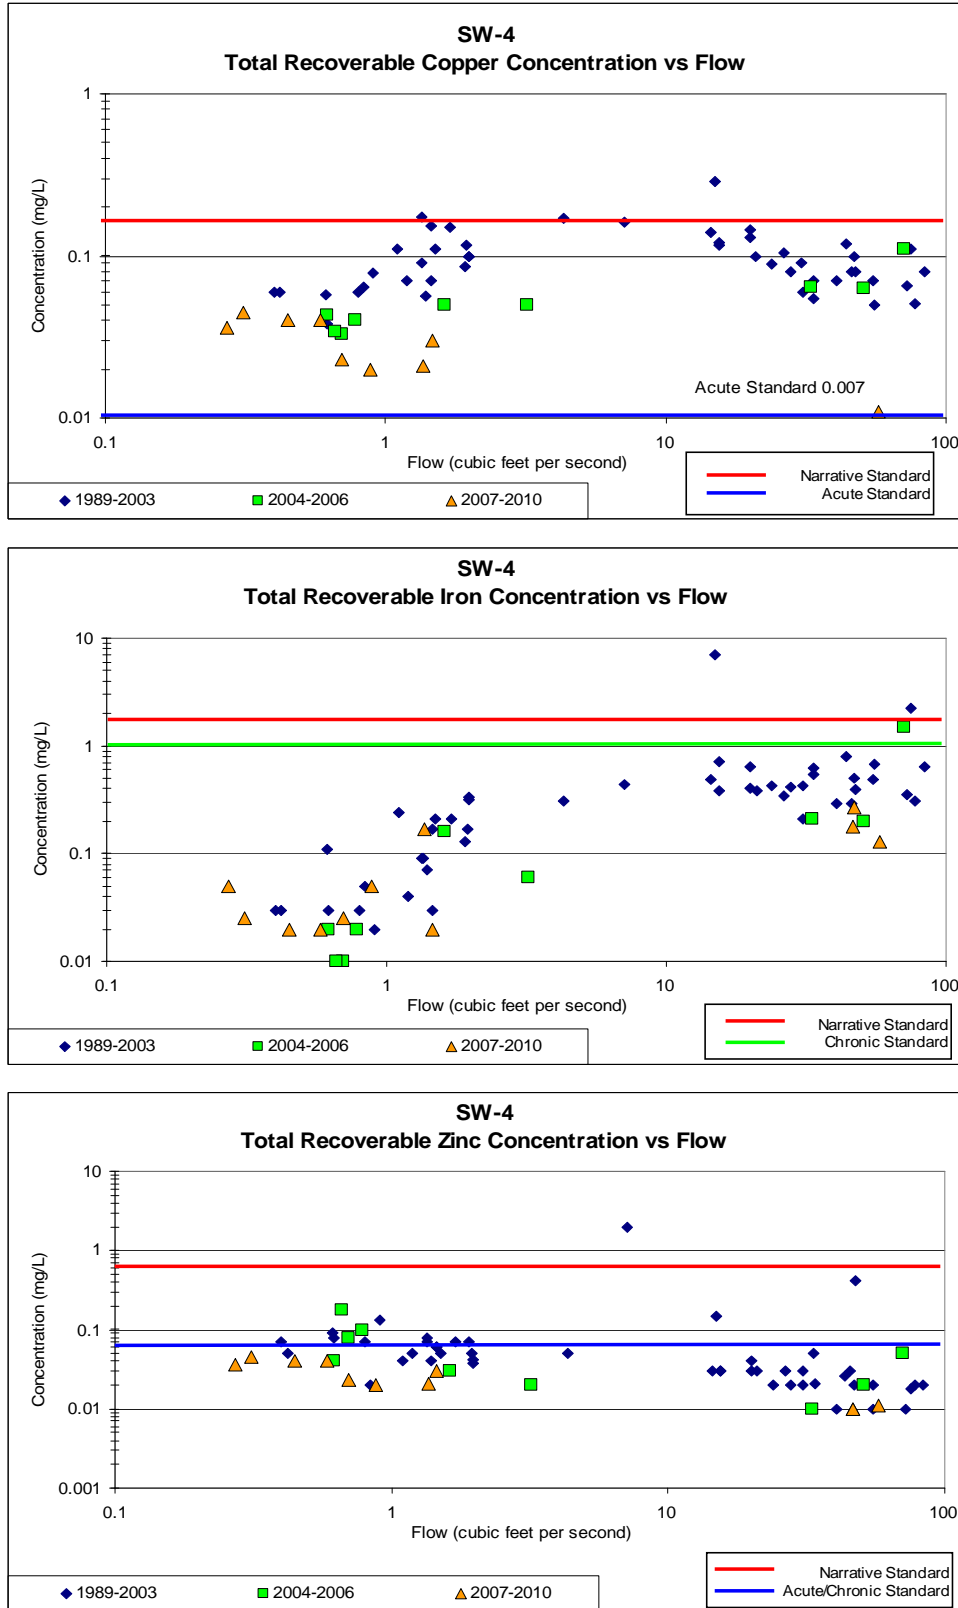 SW-4
Total Recoverable Copper Concentration vs Flow
Concentration (mg/L)
1
0.1
0.01
Acute Standard 0.007
0.1 1 10 100
Flow (cubic feet per second)
1989-2003 2004-2006 2007-2010
Narrative Standard
Acute Standard
SW-4
Total Recoverable Iron Concentration vs Flow
Concentration (mg/L)
10
1
0.1
0.01
0.1 1 10 100
Flow (cubic feet per second)
1989-2003 2004-2006 2007-2010
Narrative Standard
Chronic Standard
SW-4
Total Recoverable Zinc Concentration vs Flow
Concentration (mg/L)
10
1
0.1
0.01
0.001
0.1 1 10 100
Flow (cubic feet per second)
1989-2003 2004-2006 2007-2010
Narrative Standard
Acute/Chronic Standard